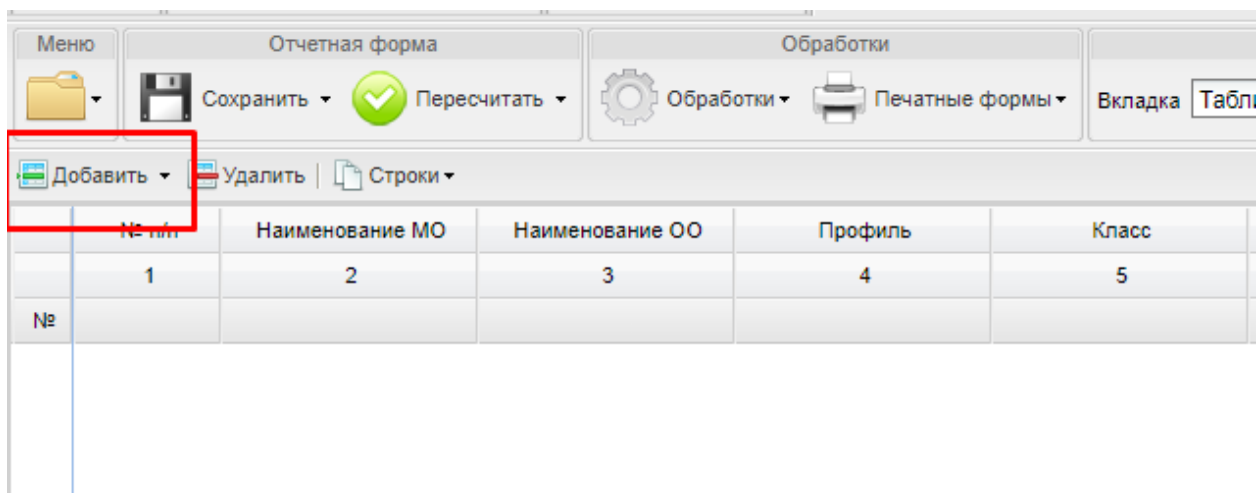 Меню Отчетная форма Обработки
Сохранить Пересчитать Обработки Печатные формы Вкладка
Добавить Удалить Строки
№ п/п Наименование МО Наименование ОО Профиль Класс
1 2 3 4 5
№